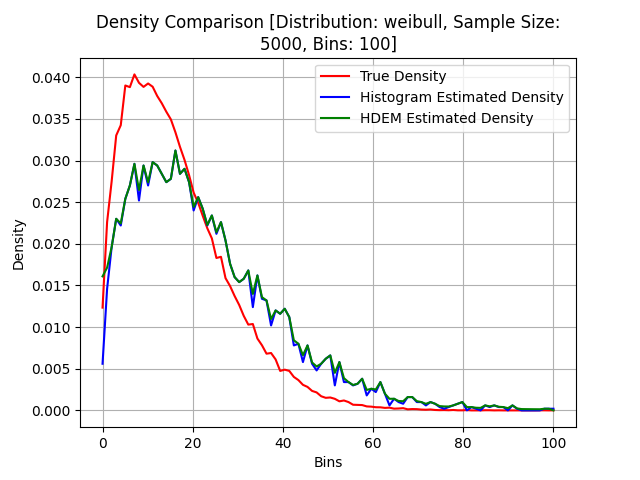 Density Comparison [Distribution: weibull, Sample Size:
5000, Bins: 100]
True Density
Histogram Estimated Density
HDEM Estimated Density
Density
0.040
0.035
0.030
0.025
0.020
0.015
0.010
0.005
0.000
0 20 40 60 80 100
Bins